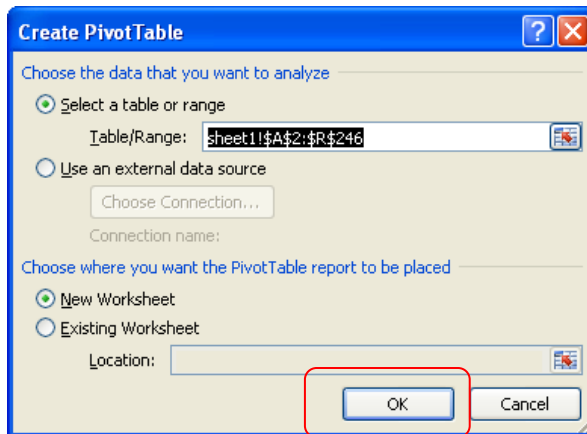 Create PivotTable
Choose the data that you want to analyze
Select a table or range
Table/Range: sheet1!$A$2:$R$246
Use an external data source
Choose Connection...
Connection name:
Choose where you want the PivotTable report to be placed
New Worksheet
Existing Worksheet
Location:
OK Cancel